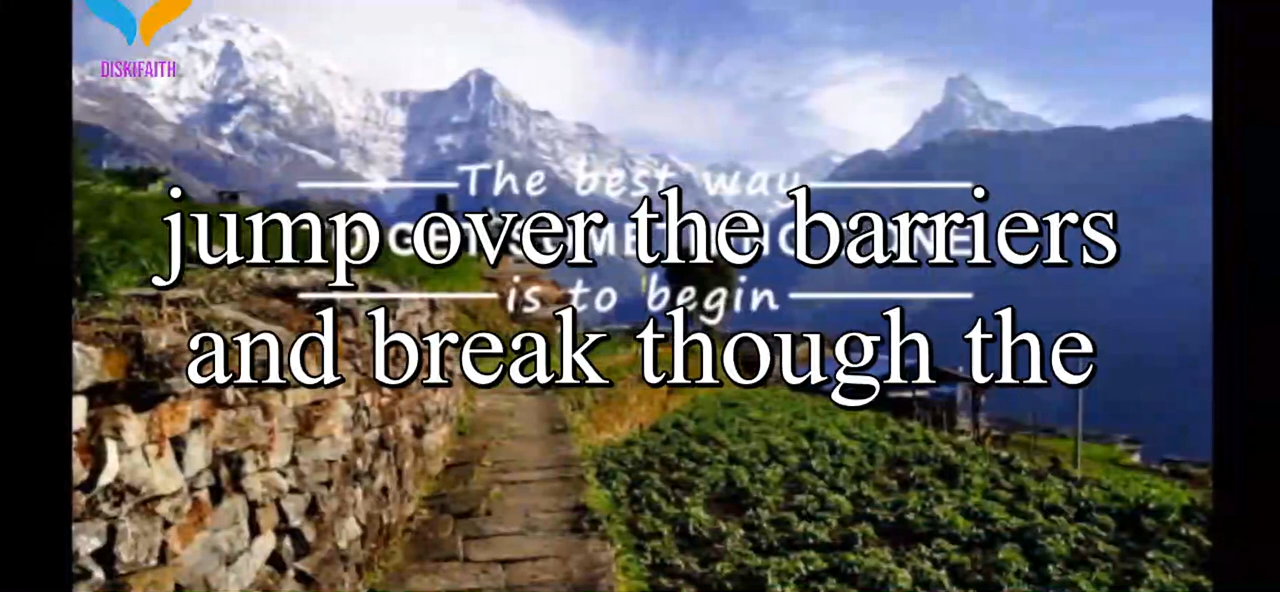 DISKIFAITH
The best way
jump over the barriers
is to begin
and break though the